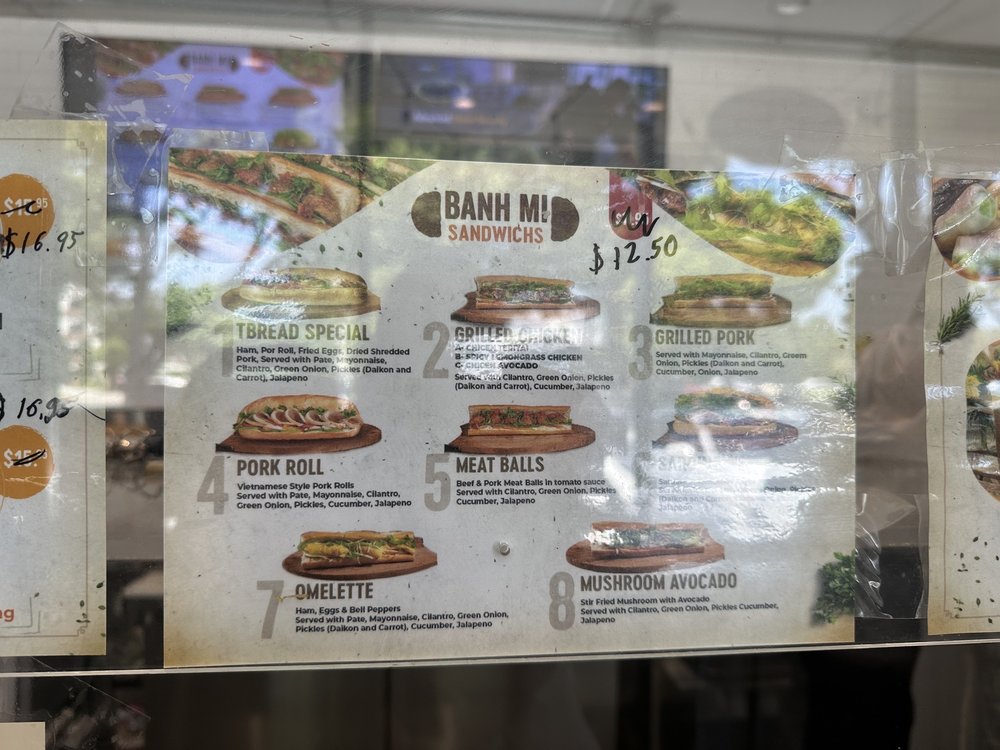 $16.95
$16.95
ng
BANH MI
SANDWICHS
$12.50
1
TBREAD SPECIAL
Ham, Por Roll, Fried Eggs, Dried Shredded
Pork, Served with Pate, Mayonnaise,
Cilantro, Green Onion, Pickles (Daikon and
Carrot), Jalapeno
2
GRILLED CHICKEN
A- CHICEN TERIYAI
B- SPICY LEMONGRASS CHICKEN
C- CHICEN AVOCADO
Served with Cilantro, Green Onion, Pickles
(Daikon and Carrot), Cucumber, Jalapeno
3
GRILLED PORK
Served with Mayonnaise, Cilantro, Greem
Onion, Pickles (Daikon and Carrot),
Cucumber, Onion, Jalapeno
4
PORK ROLL
Vietnamese Style Pork Rolls
Served with Pate, Mayonnaise, Cilantro,
Green Onion, Pickles, Cucumber, Jalapeno
5
MEAT BALLS
Beef & Pork Meat Balls in tomato sauce
Served with Cilantro, Green Onion, Pickles
Cucumber, Jalapeno
7
OMELETTE
Ham, Eggs & Bell Peppers
Served with Pate, Mayonnaise, Cilantro, Green Onion,
Pickles (Daikon and Carrot), Cucumber, Jalapeno
8
MUSHROOM AVOCADO
Stir Fried Mushroom with Avocado
Served with Cilantro, Green Onion, Pickles Cucumber,
Jalapeno